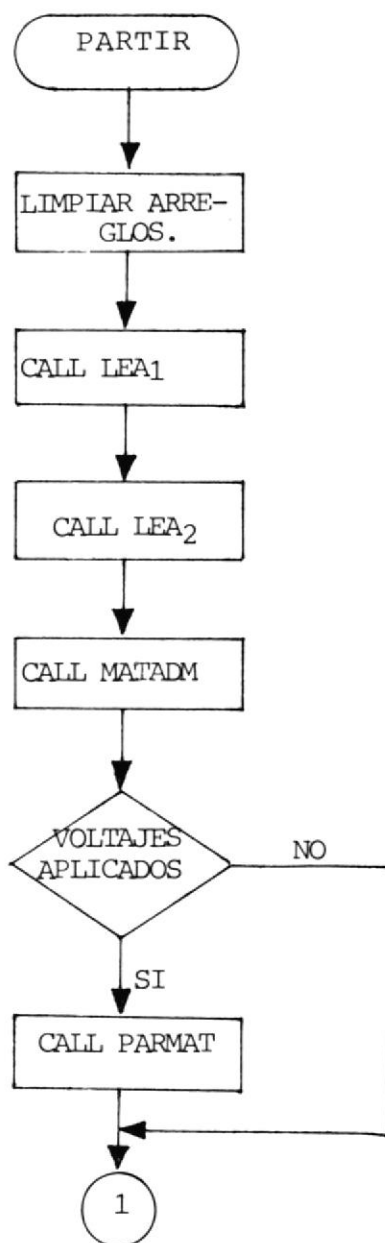 PARTIR
LIMPIAR ARRE-
GLOS.
CALL LEA1
CALL LEA2
CALL MATADM
VOLTAJES
APLICADOS
NO
SI
CALL PARMAT
1